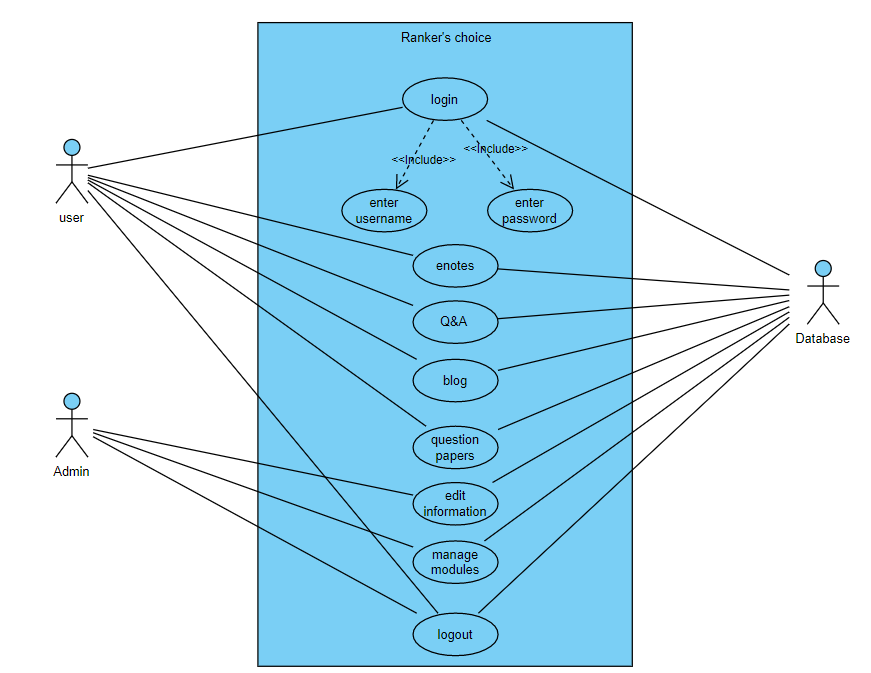 Ranker's choice
login
<<Include>>
<<Include>>
enter
username
enter
password
user
enotes
Q&A
Database
blog
question
papers
Admin
edit
information
manage
modules
logout